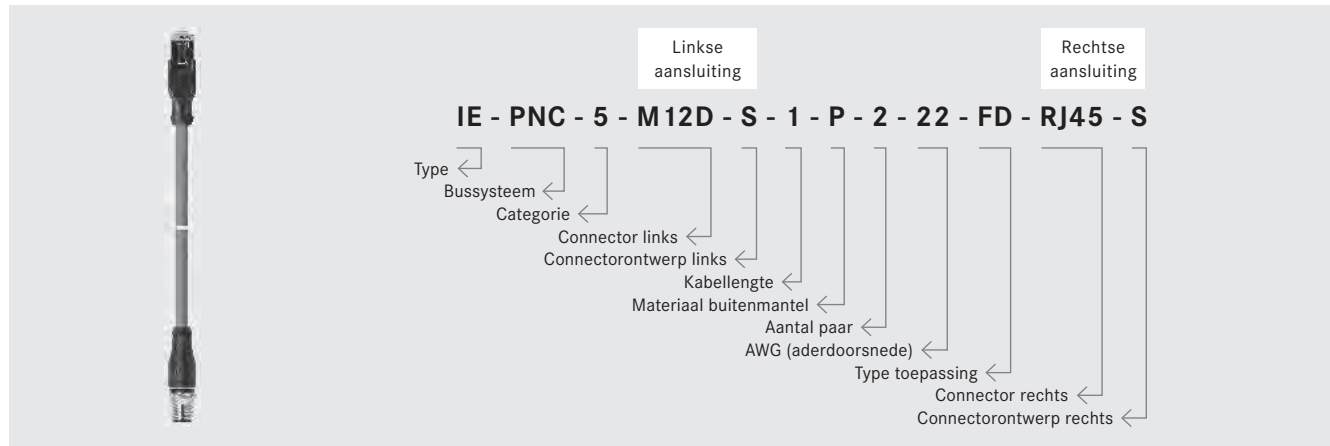 Linkse
aansluiting
Rechtse
aansluiting
IE - PNC - 5 - M12D - S - 1 - P - 2 - 22 - FD - RJ45 - S
Type
Bussysteem
Categorie
Connector links
Connectorontwerp links
Kabellengte
Materiaal buitenmantel
Aantal paar
AWG (aderdoorsnede)
Type toepassing
Connector rechts
Connectorontwerp rechts